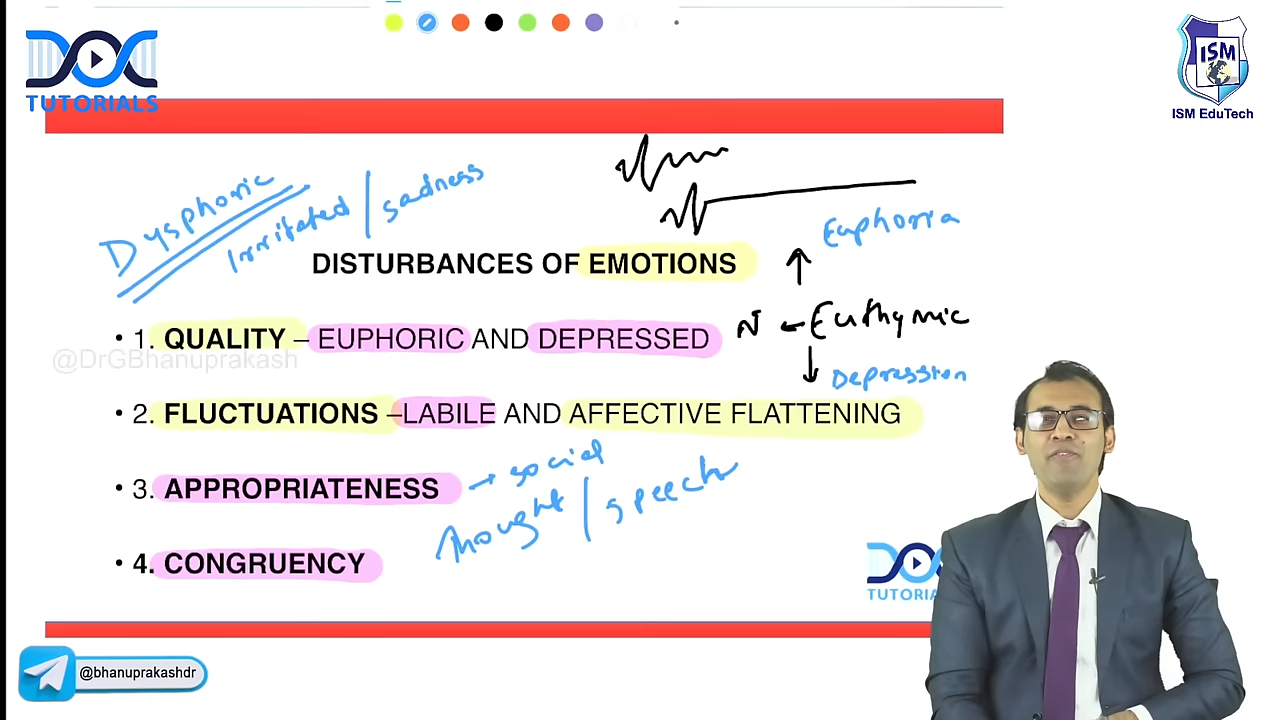 DOC
TUTORIALS
ISM
ISM EduTech
Dysphoric
Irritated / sadness
Euphoria
DISTURBANCES OF EMOTIONS
N ← Euthymic
• 1. QUALITY – EUPHORIC AND DEPRESSED
@DrGBhanuprakash
Depression
• 2. FLUCTUATIONS –LABILE AND AFFECTIVE FLATTENING
• 3. APPROPRIATENESS → social
thought / speech
• 4. CONGRUENCY
DOC
TUTORIA
@bhanuprakashdr